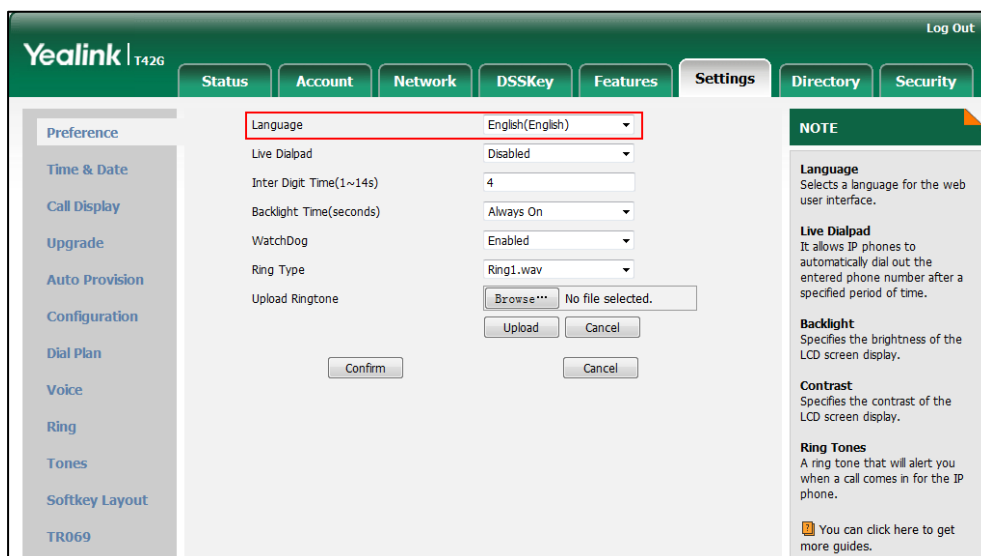 Log Out
Yealink | T42G
Status Account Network DSSKey Features Settings Directory Security
Preference
Time & Date
Call Display
Upgrade
Auto Provision
Configuration
Dial Plan
Voice
Ring
Tones
Softkey Layout
TR069
Language English(English)
Live Dialpad Disabled
Inter Digit Time(1~14s) 4
Backlight Time(seconds) Always On
WatchDog Enabled
Ring Type Ring1.wav
Upload Ringtone Browse… No file selected.
Upload Cancel
Confirm Cancel
NOTE
Language
Selects a language for the web
user interface.
Live Dialpad
It allows IP phones to
automatically dial out the
entered phone number after a
specified period of time.
Backlight
Specifies the brightness of the
LCD screen display.
Contrast
Specifies the contrast of the
LCD screen display.
Ring Tones
A ring tone that will alert you
when a call comes in for the IP
phone.
You can click here to get
more guides.